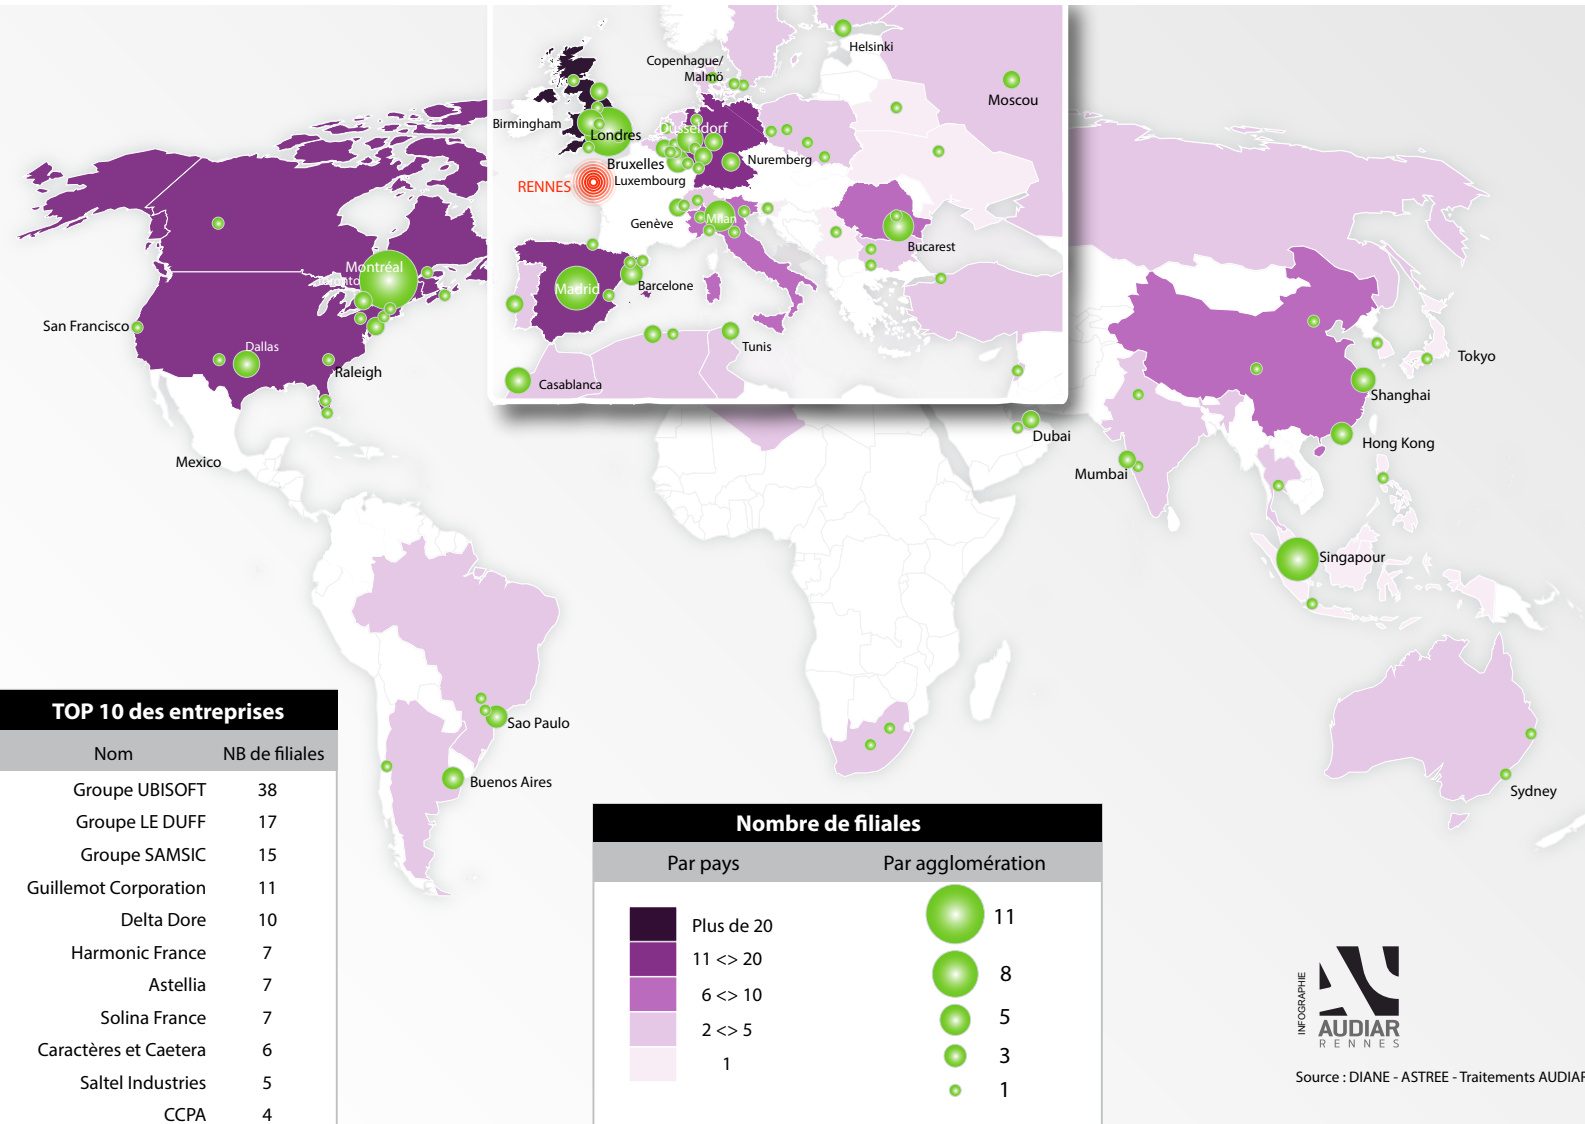 Helsinki
Copenhague/
Malmö
Moscou
Birmingham
Londres
Düsseldorf
Bruxelles
Nuremberg
RENNES
Luxembourg
Genève
Milan
Bucarest
Madrid
Barcelone
Tunis
Casablanca
Montréal
Toronto
San Francisco
Dallas
Raleigh
Mexico
Tokyo
Shanghai
Dubai
Hong Kong
Mumbai
Singapour
Sao Paulo
Buenos Aires
Sydney
TOP 10 des entreprises
Nom NB de filiales
Groupe UBISOFT 38
Groupe LE DUFF 17
Groupe SAMSIC 15
Guillemot Corporation 11
Delta Dore 10
Harmonic France 7
Astellia 7
Solina France 7
Caractères et Caetera 6
Saltel Industries 5
CCPA 4
Nombre de filiales
Par pays Par agglomération
Plus de 20
11 <> 20
6 <> 10
2 <> 5
1
11
8
5
3
1
INFOGRAPHIE
AUDIAR
RENNES
Source : DIANE - ASTREE - Traitements AUDIAR